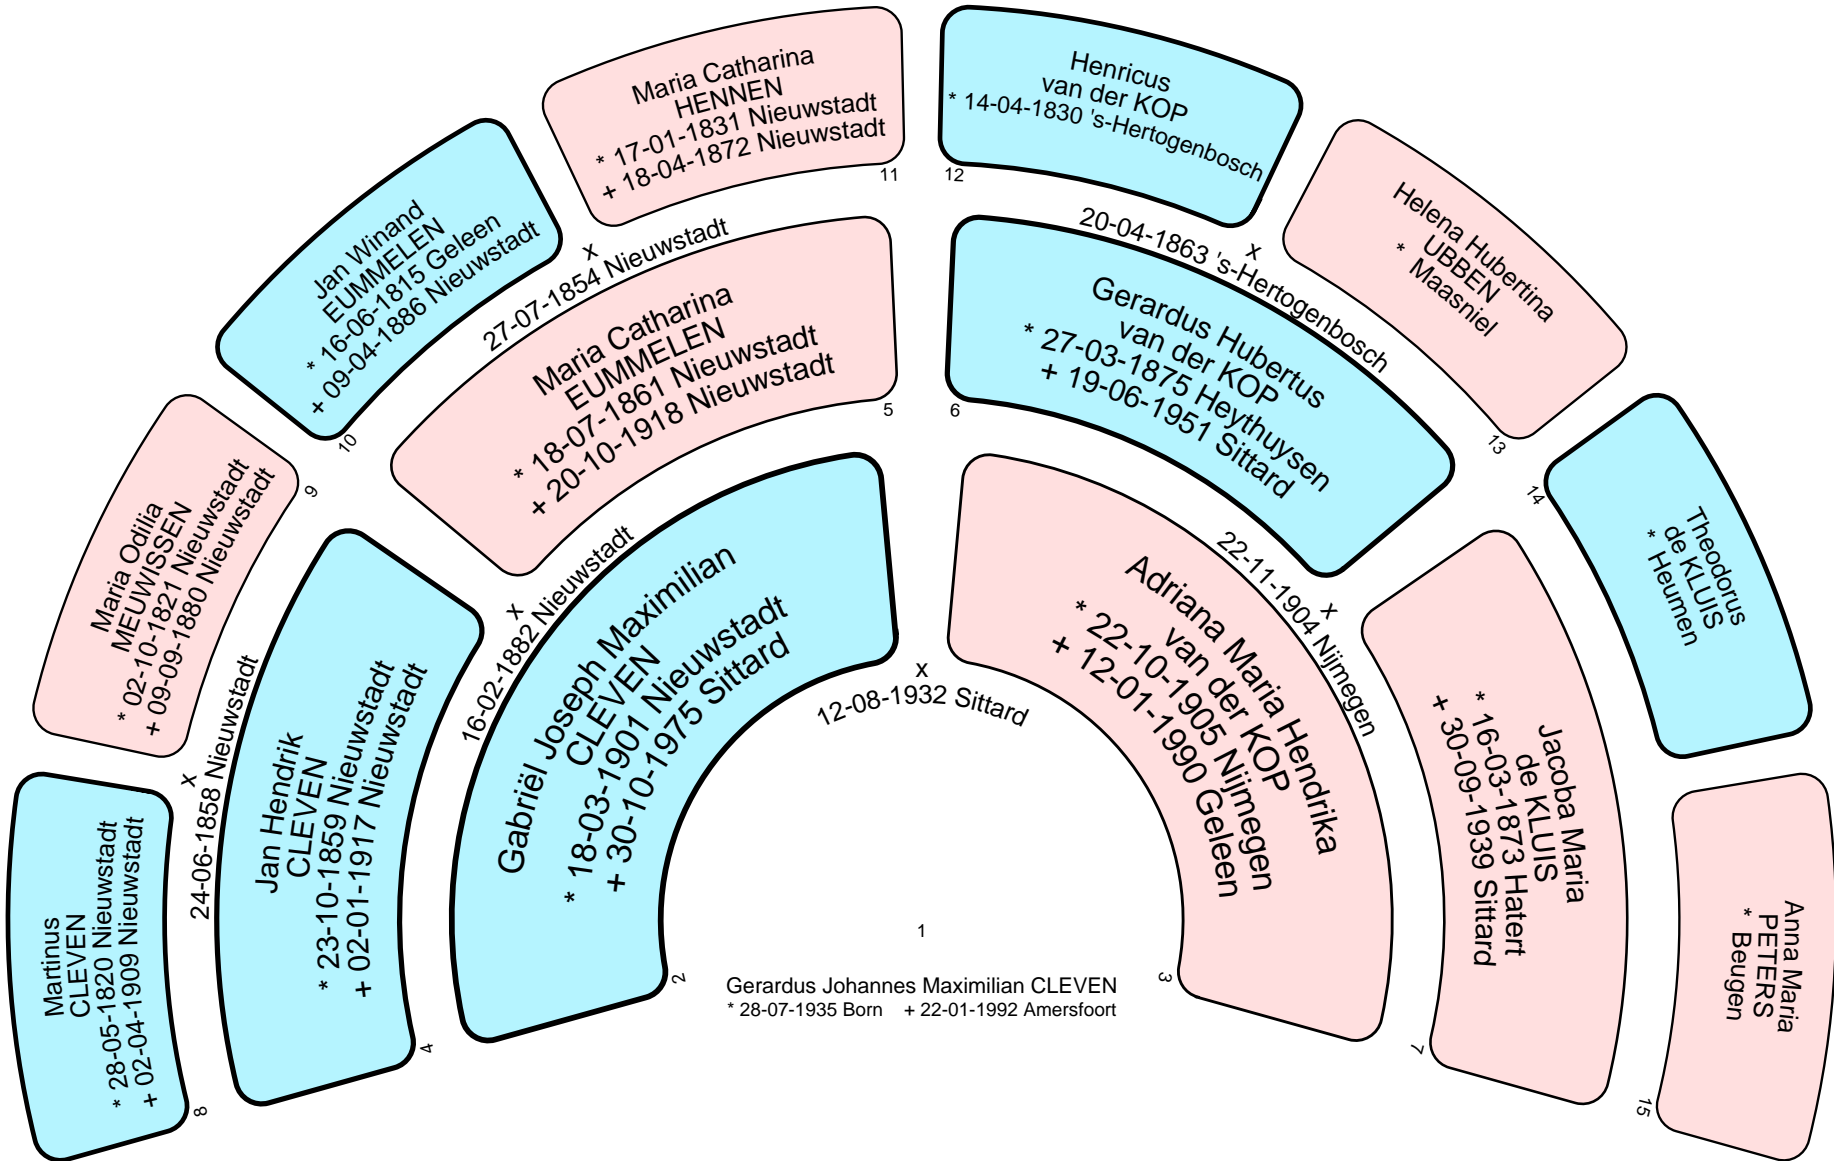 Maria Catharina
HENNEN
* 17-01-1831 Nieuwstadt
+ 18-04-1872 Nieuwstadt
11
Henricus
van der KOP
* 14-04-1830 's-Hertogenbosch
12
Jan Winand
EUMMELEN
* 16-06-1815 Geleen
+ 09-04-1886 Nieuwstadt
10
x
27-07-1854 Nieuwstadt
x
20-04-1863 's-Hertogenbosch
Helena Hubertina
UBBEN
* Maasniel
13
Maria Odilia
MEUWISSEN
* 02-10-1821 Nieuwstadt
+ 09-09-1880 Nieuwstadt
9
Maria Catharina
EUMMELEN
* 18-07-1861 Nieuwstadt
+ 20-10-1918 Nieuwstadt
5
Gerardus Hubertus
van der KOP
* 27-03-1875 Heythuysen
+ 19-06-1951 Sittard
6
Theodorus
de KLUIS
* Heumen
14
Martinus
CLEVEN
* 28-05-1820 Nieuwstadt
+ 02-04-1909 Nieuwstadt
8
x
24-06-1858 Nieuwstadt
Jan Hendrik
CLEVEN
* 23-10-1859 Nieuwstadt
+ 02-01-1917 Nieuwstadt
4
x
16-02-1882 Nieuwstadt
Gabriël Joseph Maximilian
CLEVEN
* 18-03-1901 Nieuwstadt
+ 30-10-1975 Sittard
2
x
12-08-1932 Sittard
Adriana Maria Hendrika
van der KOP
* 22-10-1905 Nijmegen
+ 12-01-1990 Geleen
3
x
22-11-1904 Nijmegen
Jacoba Maria
de KLUIS
* 16-03-1873 Hatert
+ 30-09-1939 Sittard
7
Anna Maria
PETERS
* Beugen
15
1
Gerardus Johannes Maximilian CLEVEN
* 28-07-1935 Born + 22-01-1992 Amersfoort